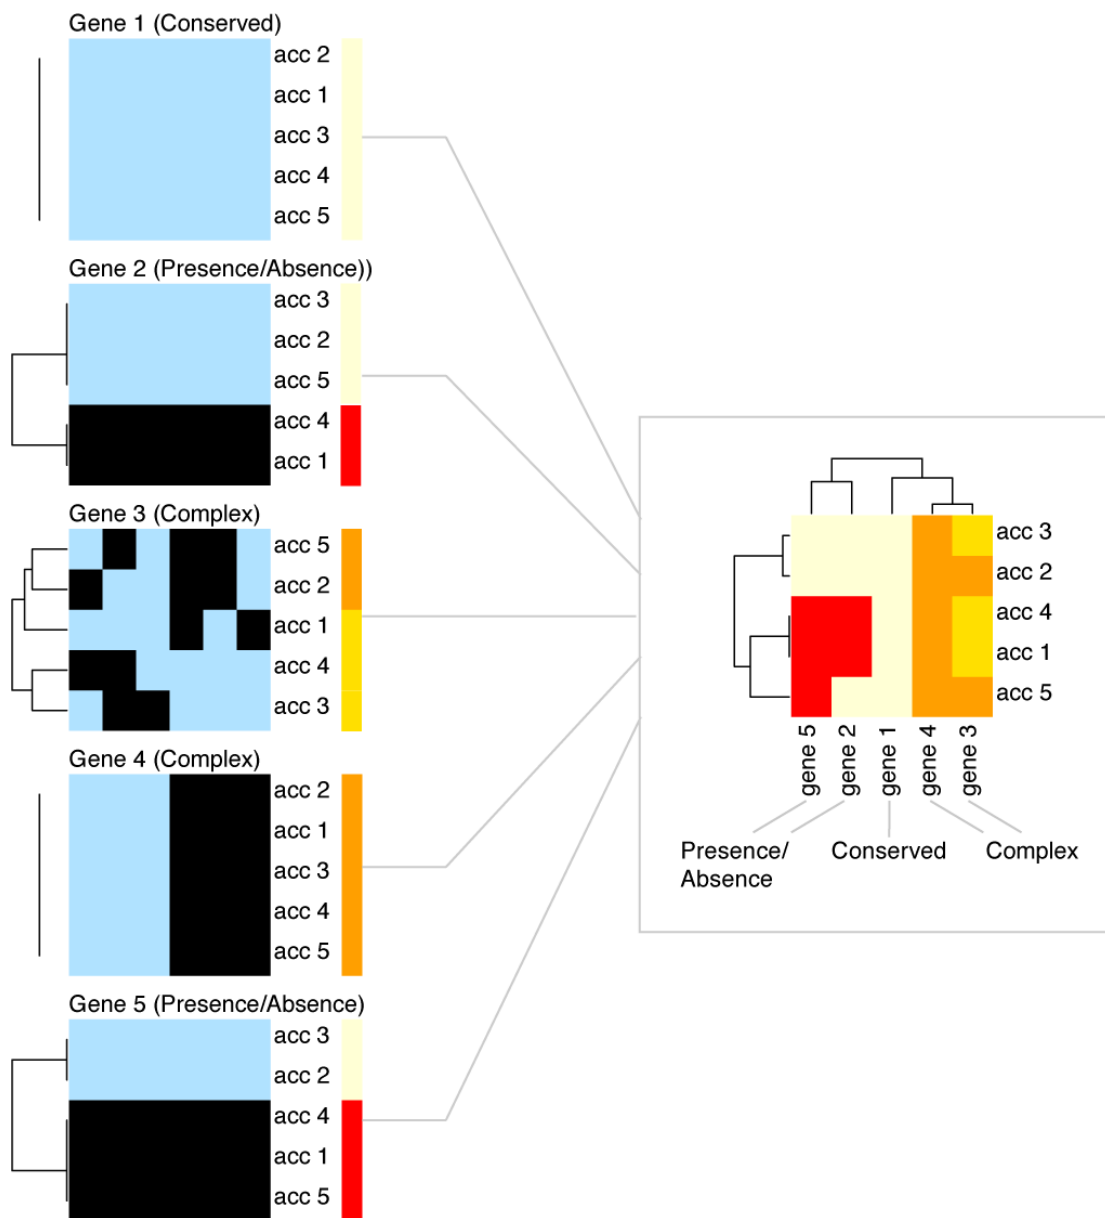 Gene 1 (Conserved)
acc 2
acc 1
acc 3
acc 4
acc 5
Gene 2 (Presence/Absence))
acc 3
acc 2
acc 5
acc 4
acc 1
Gene 3 (Complex)
acc 5
acc 2
acc 1
acc 4
acc 3
Gene 4 (Complex)
acc 2
acc 1
acc 3
acc 4
acc 5
Gene 5 (Presence/Absence)
acc 3
acc 2
acc 4
acc 1
acc 5
acc 3
acc 2
acc 4
acc 1
acc 5
gene 5
gene 2
gene 1
gene 4
gene 3
Presence/
Absence
Conserved
Complex